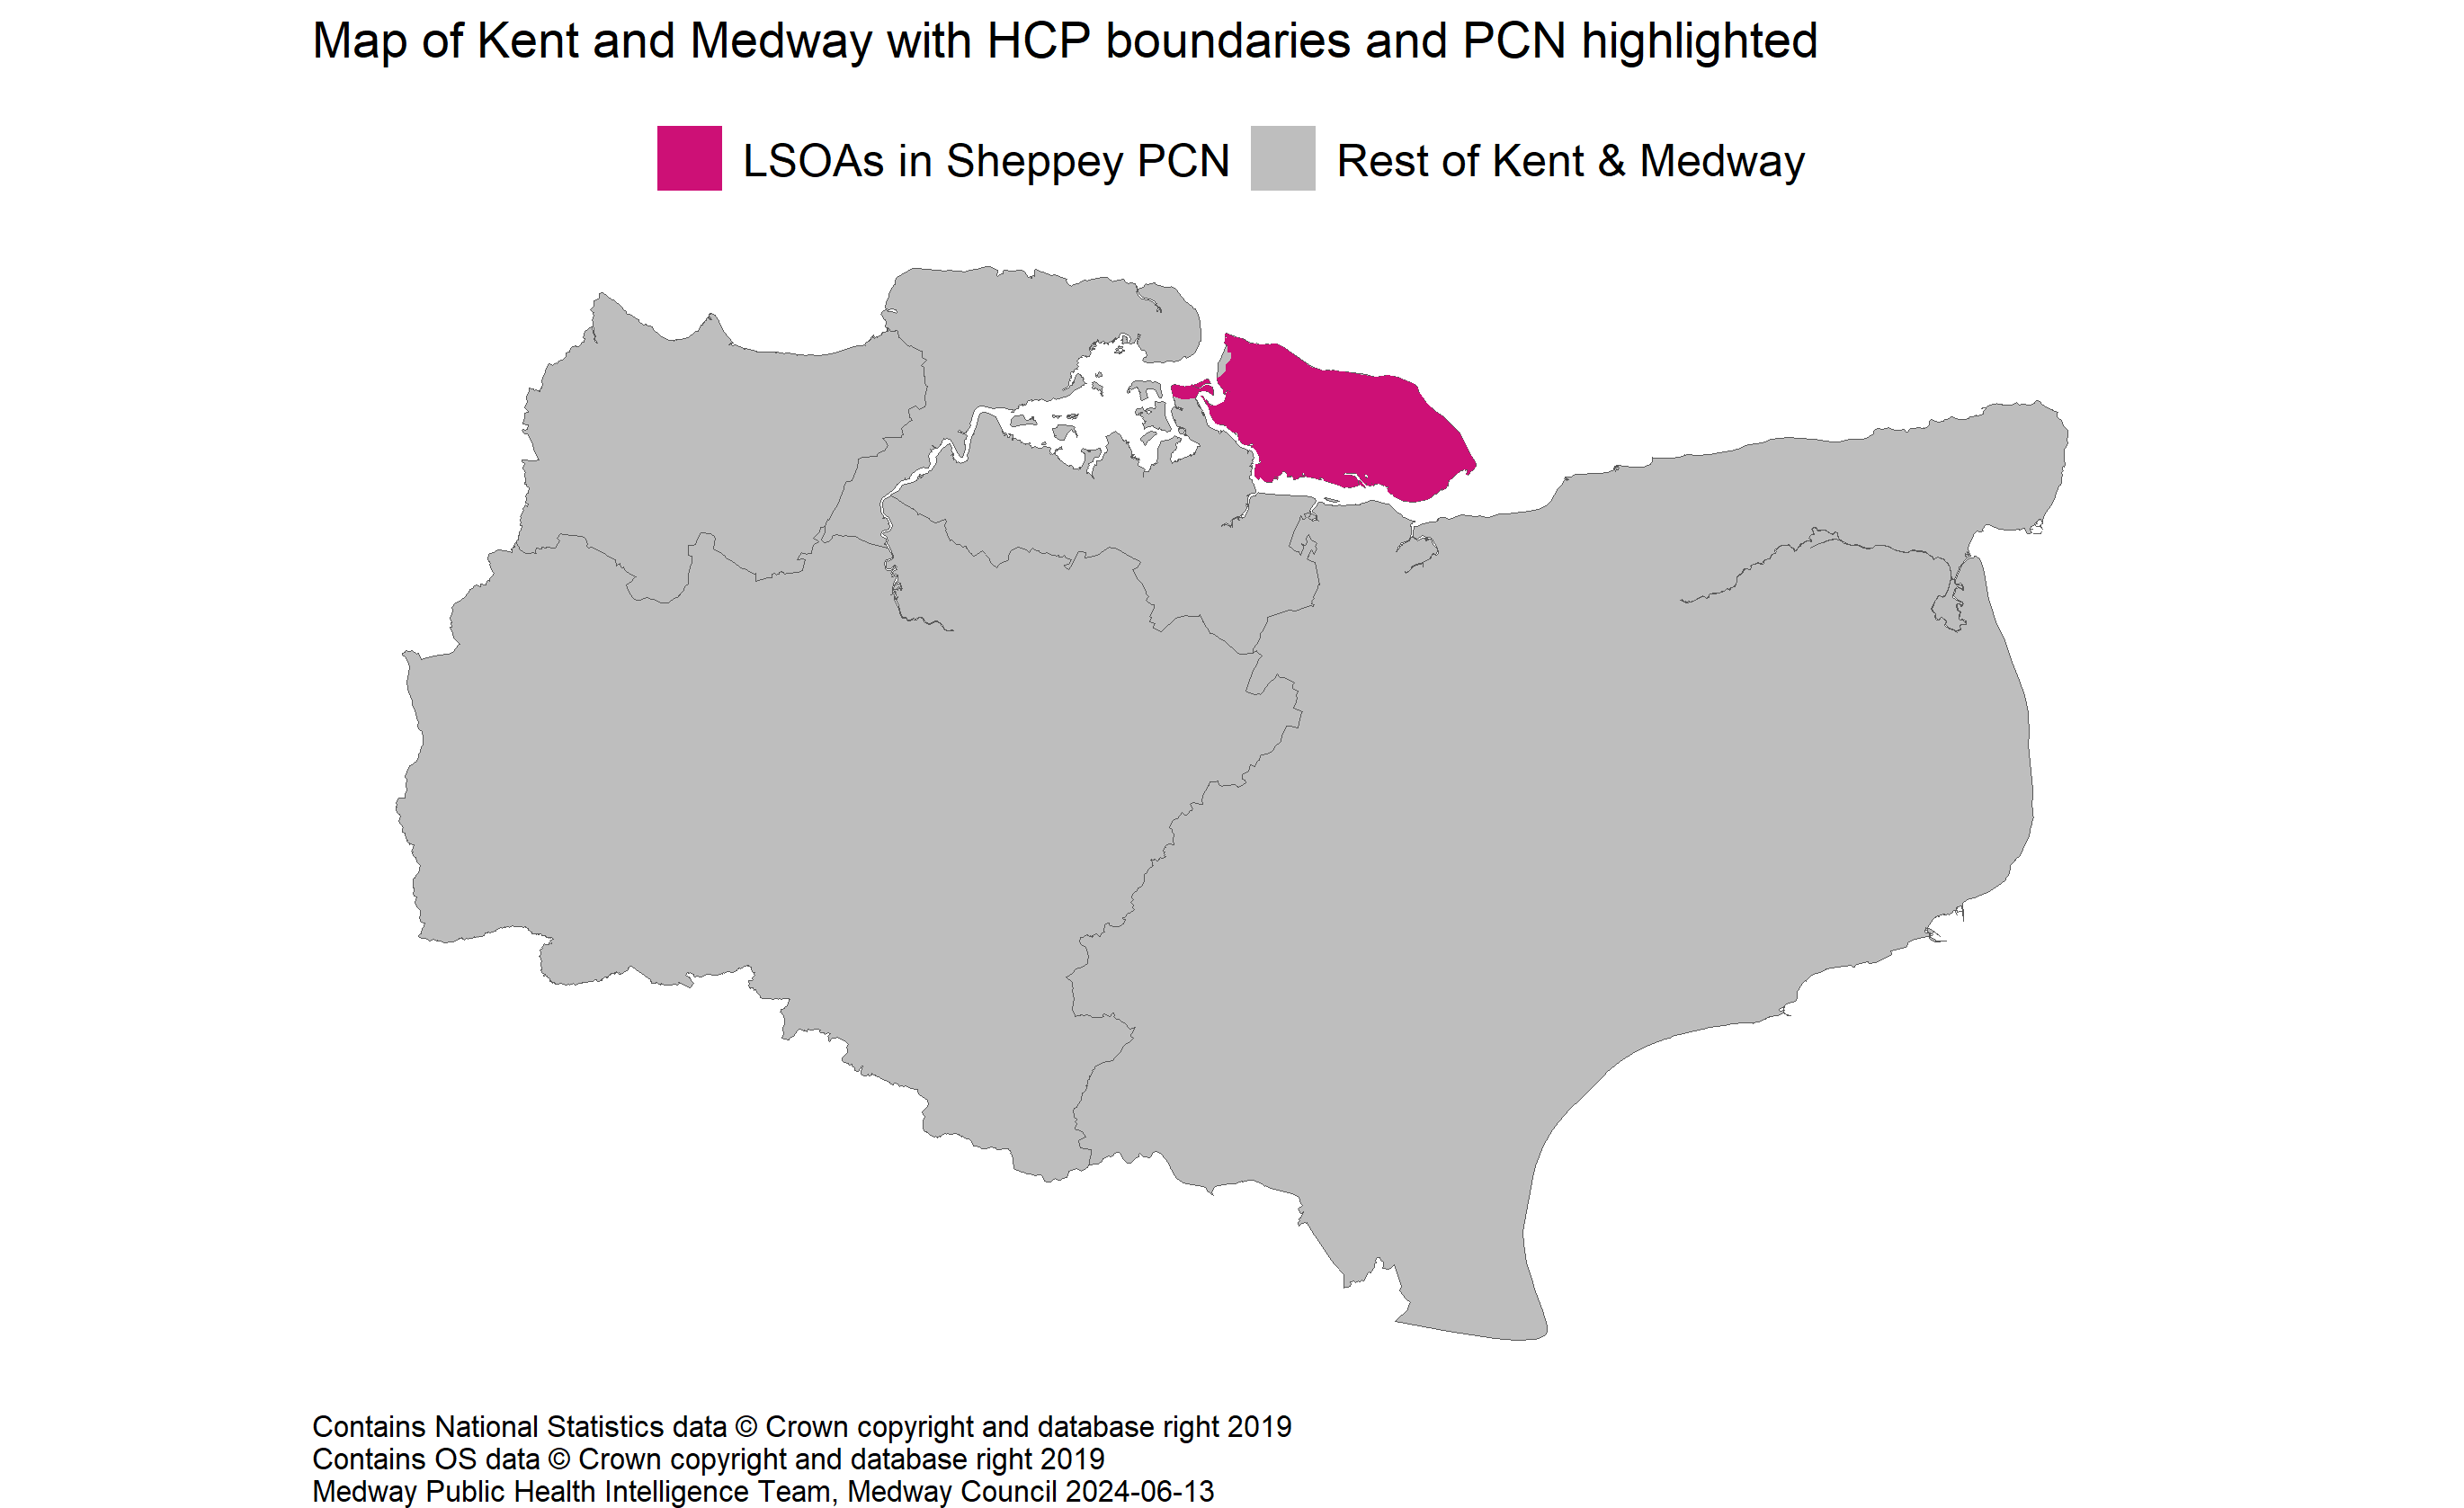 Map of Kent and Medway with HCP boundaries and PCN highlighted
LSOAs in Sheppey PCN
Rest of Kent & Medway
Contains National Statistics data © Crown copyright and database right 2019
Contains OS data © Crown copyright and database right 2019
Medway Public Health Intelligence Team, Medway Council 2024-06-13